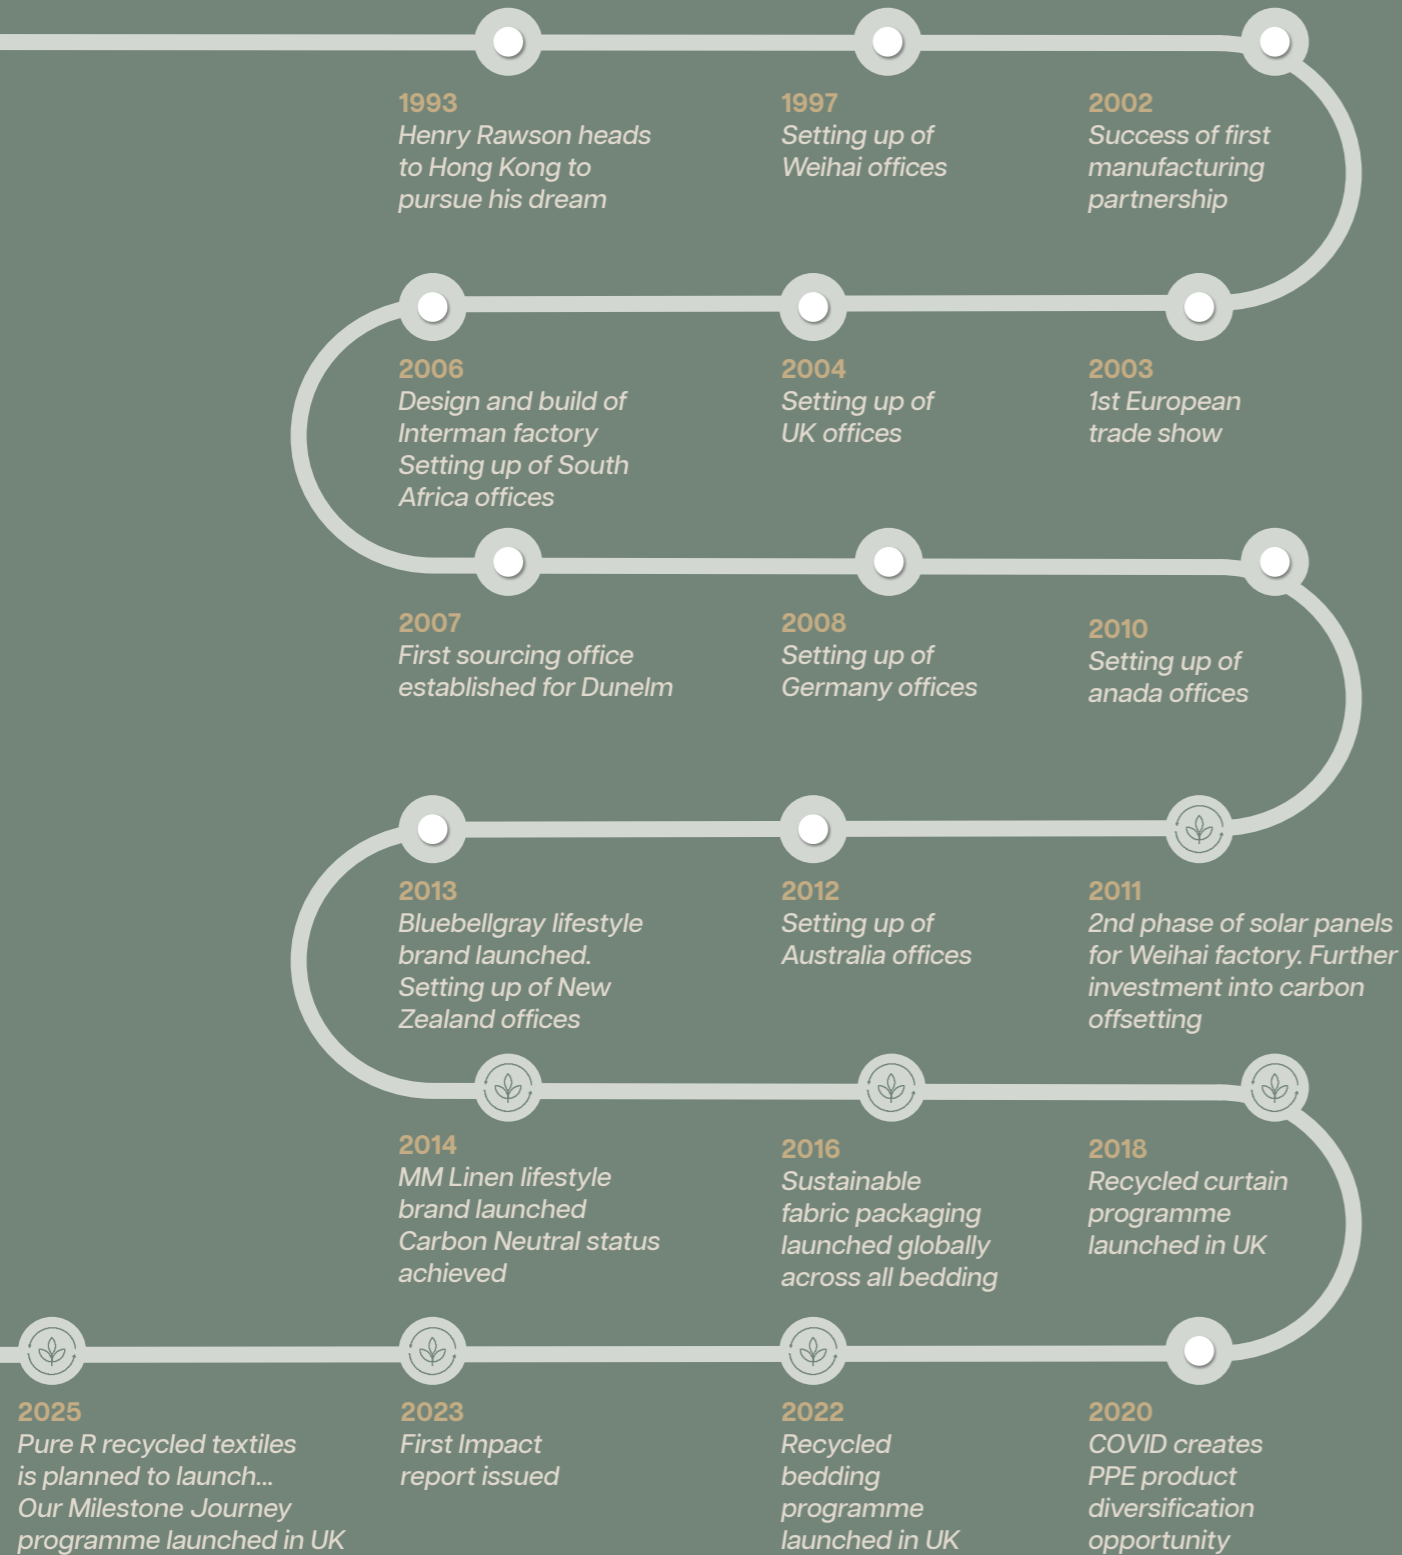 1993
Henry Rawson heads
to Hong Kong to
pursue his dream
1997
Setting up of
Weihai offices
2002
Success of first
manufacturing
partnership
2006
Design and build of
Interman factory
Setting up of South
Africa offices
2004
Setting up of
UK offices
2003
1st European
trade show
2007
First sourcing office
established for Dunelm
2008
Setting up of
Germany offices
2010
Setting up of
anada offices
2013
Bluebellgray lifestyle
brand launched.
Setting up of New
Zealand offices
2012
Setting up of
Australia offices
2011
2nd phase of solar panels
for Weihai factory. Further
investment into carbon
offsetting
2014
MM Linen lifestyle
brand launched
Carbon Neutral status
achieved
2016
Sustainable
fabric packaging
launched globally
across all bedding
2018
Recycled curtain
programme
launched in UK
2025
Pure R recycled textiles
is planned to launch...
Our Milestone Journey
programme launched in UK
2023
First Impact
report issued
2022
Recycled
bedding
programme
launched in UK
2020
COVID creates
PPE product
diversification
opportunity